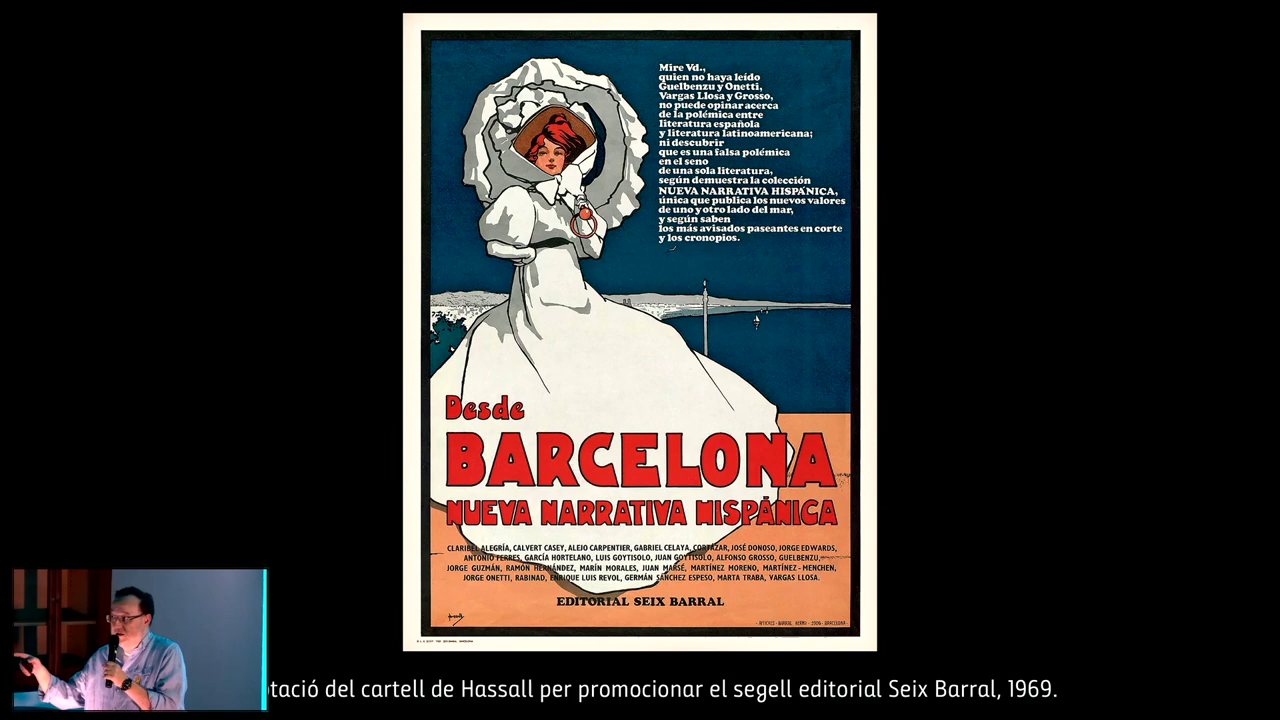 Mire Vd.,
quien no haya leído
Guelbenzu y Onetti,
Vargas Llosa y Grosso,
no puede opinar acerca
de la polémica entre
literatura española
y literatura latinoamericana;
ni descubrir
que es una falsa polémica
en el seno
de una sola literatura,
según demuestra la colección
NUEVA NARRATIVA HISPÁNICA,
única que publica los nuevos valores
de uno y otro lado del mar,
y según saben
los más avisados paseantes en corte
y los cronopios.
Desde
BARCELONA
NUEVA NARRATIVA HISPÁNICA
CLARIBEL ALEGRÍA, CALVERT CASEY, ALEJO CARPENTIER, GABRIEL CELAYA, CORTÁZAR, JOSÉ DONOSO, JORGE EDWARDS,
ANTONIO FERRES, GARCÍA HORTELANO, LUIS GOYTISOLO, JUAN GOYTISOLO, ALFONSO GROSSO, GUELBENZU,
JORGE GUZMÁN, RAMÓN HERNÁNDEZ, MARÍN MORALES, JUAN MARSÉ, MARTÍNEZ MORENO, MARTÍNEZ-MENCHEN,
JORGE ONETTI, RABINAD, ENRIQUE LUIS REVOL, GERMÁN SÁNCHEZ ESPESO, MARTA TRABA, VARGAS LLOSA.
EDITORIAL SEIX BARRAL
tació del cartell de Hassall per promocionar el segell editorial Seix Barral, 1969.